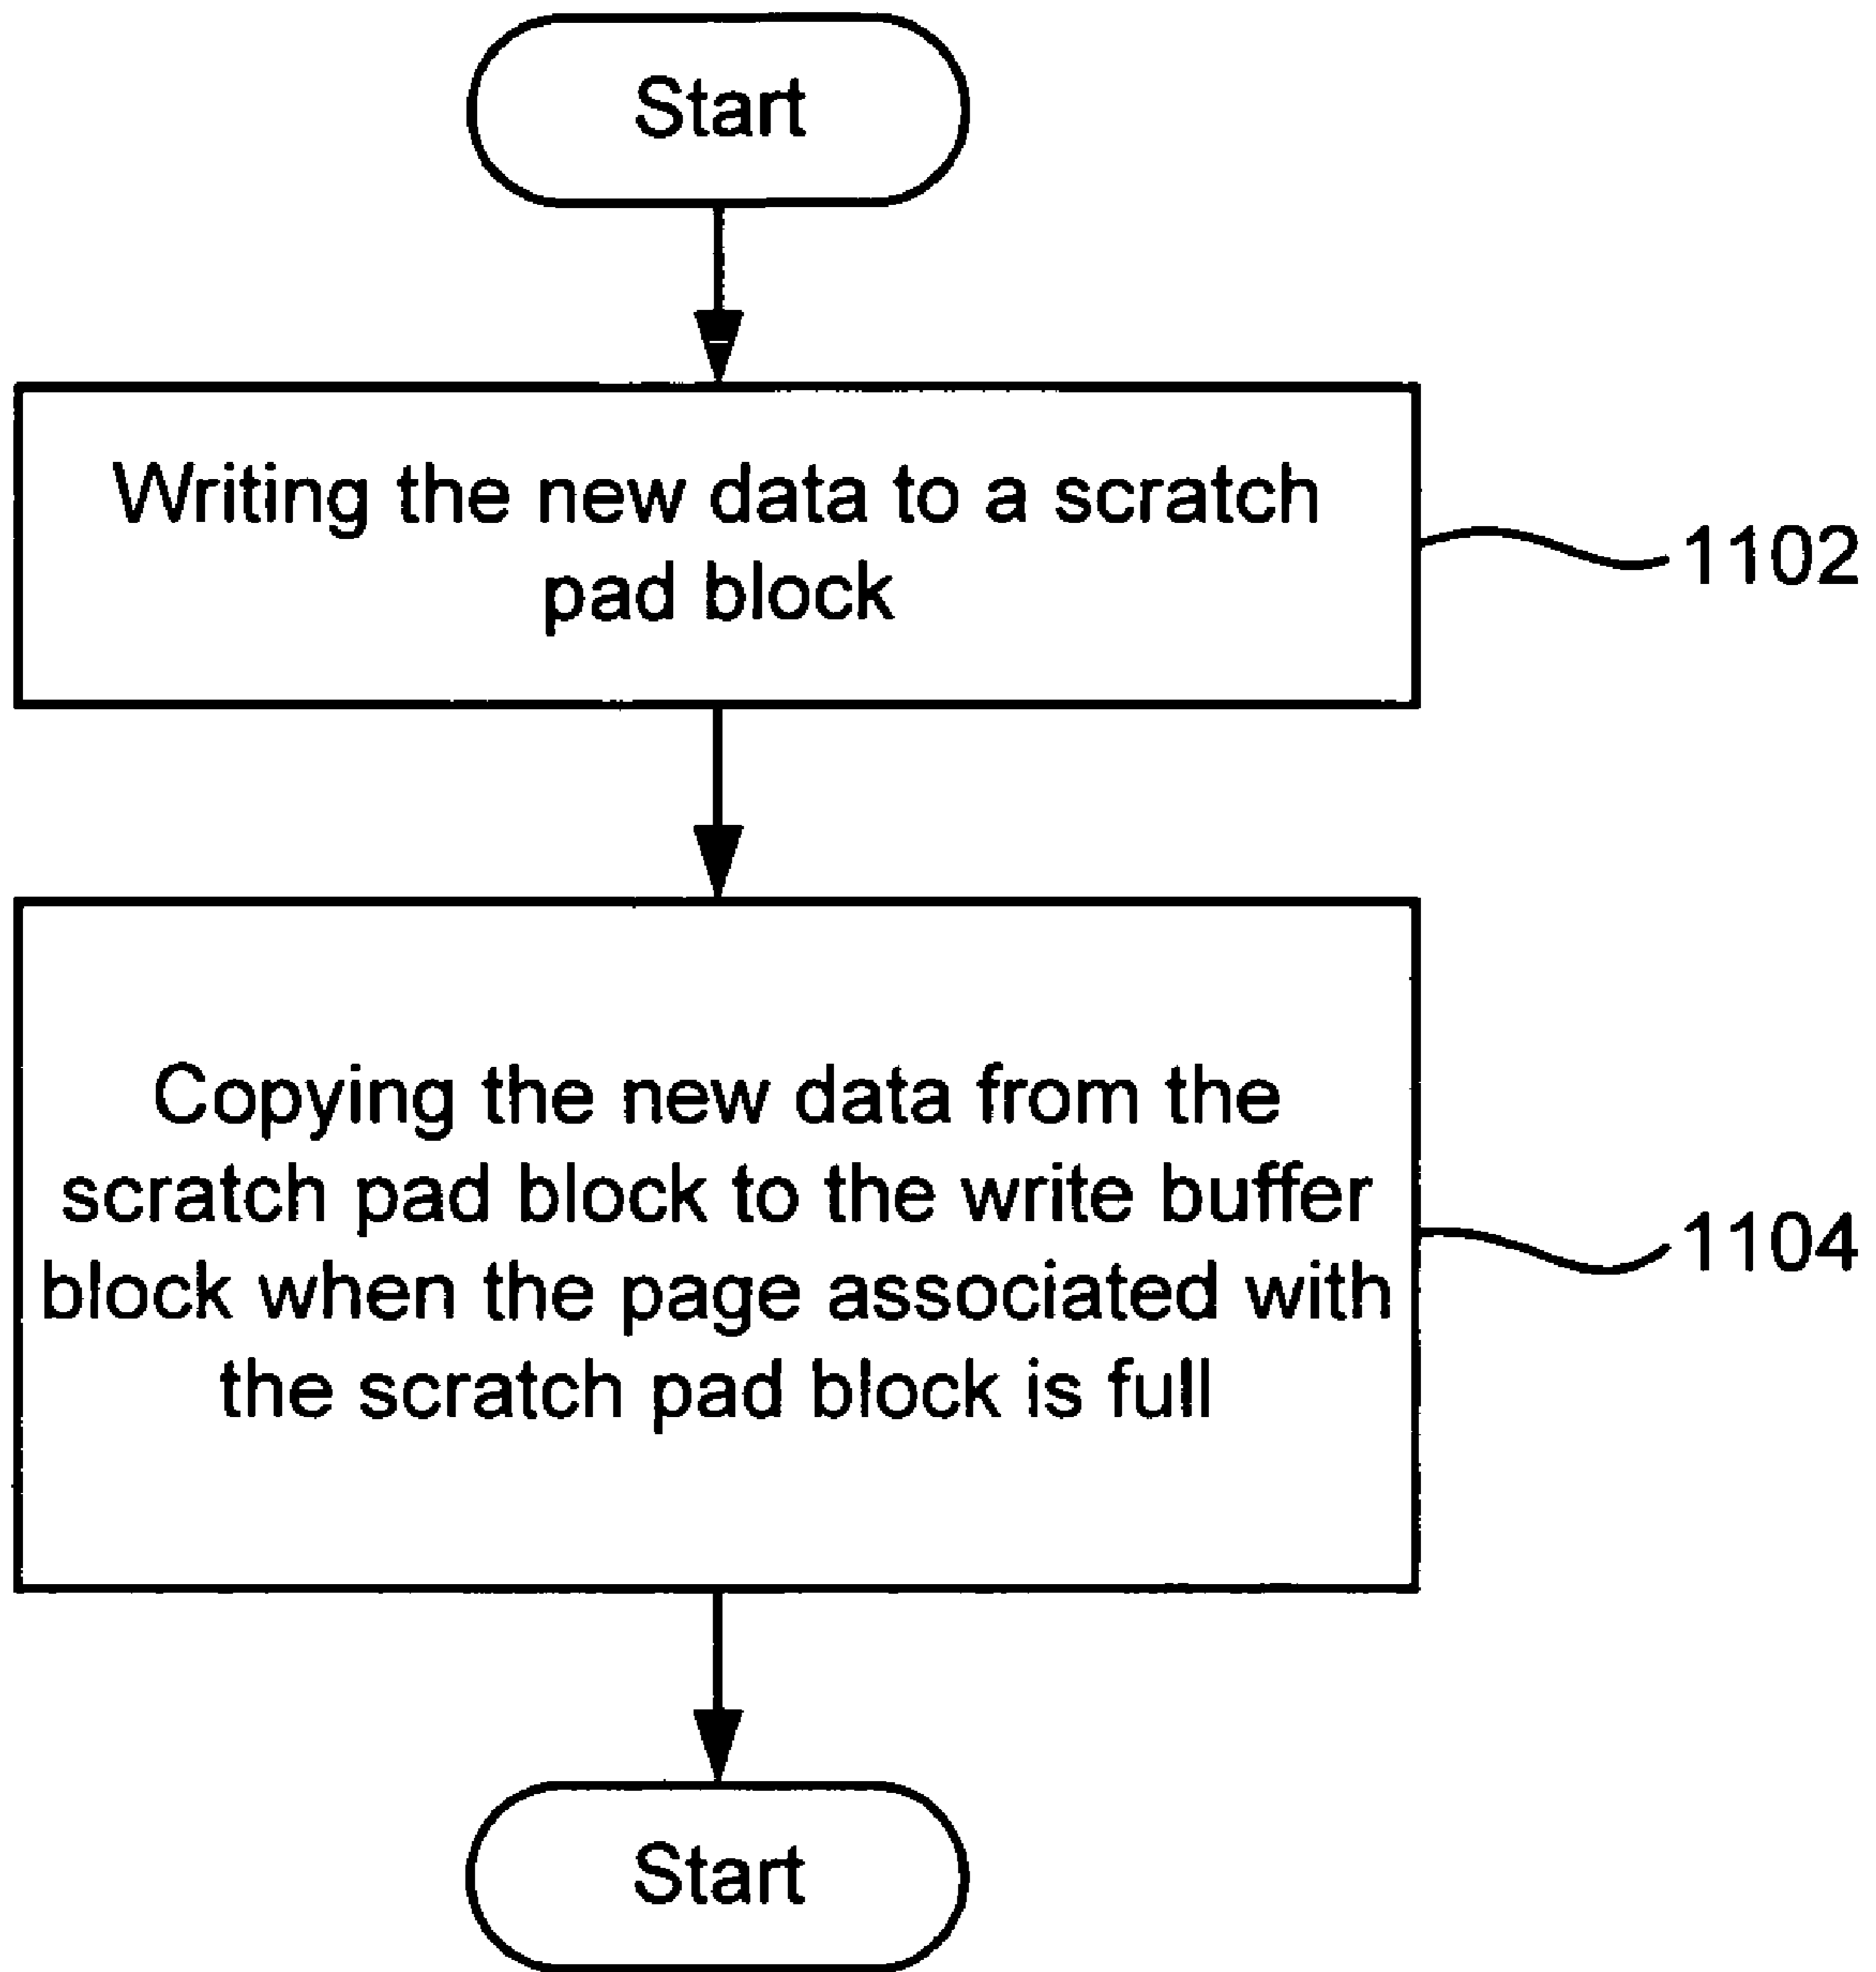 Start
Writing the new data to a scratch
pad block
1102
Copying the new data from the
scratch pad block to the write buffer
block when the page associated with
the scratch pad block is full
1104
Start